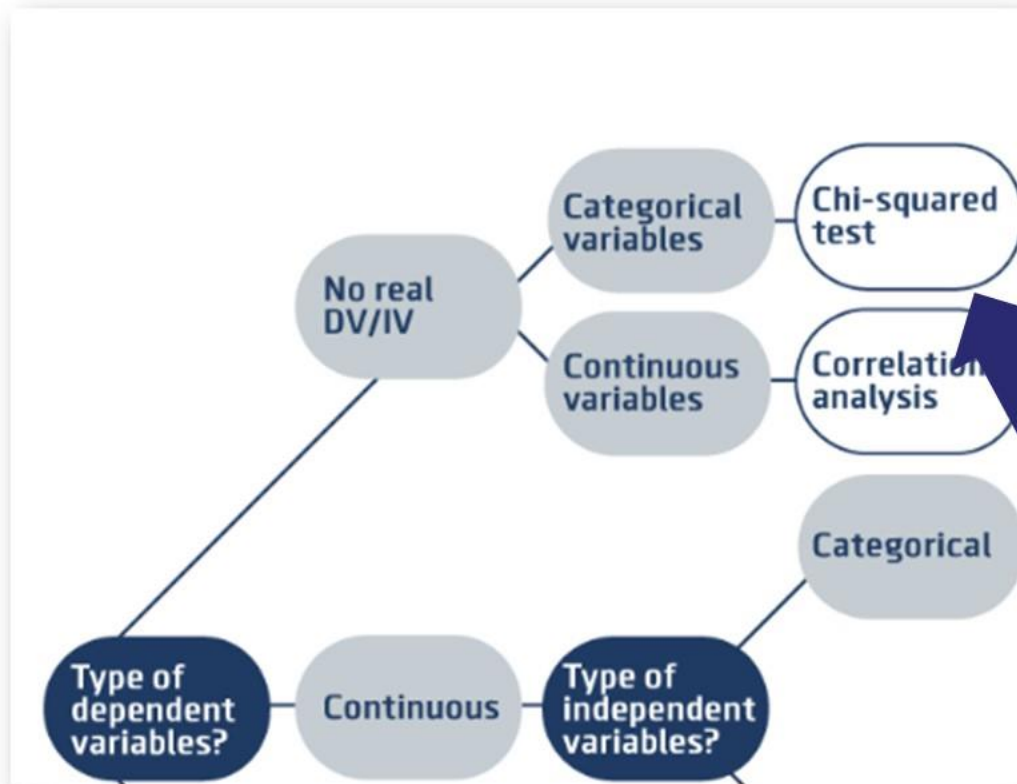 Categorical
variables
Chi-squared
test
No real
DV/IV
Continuous
variables
Correlation
analysis
Categorical
Type of
dependent
variables?
Continuous
Type of
independent
variables?